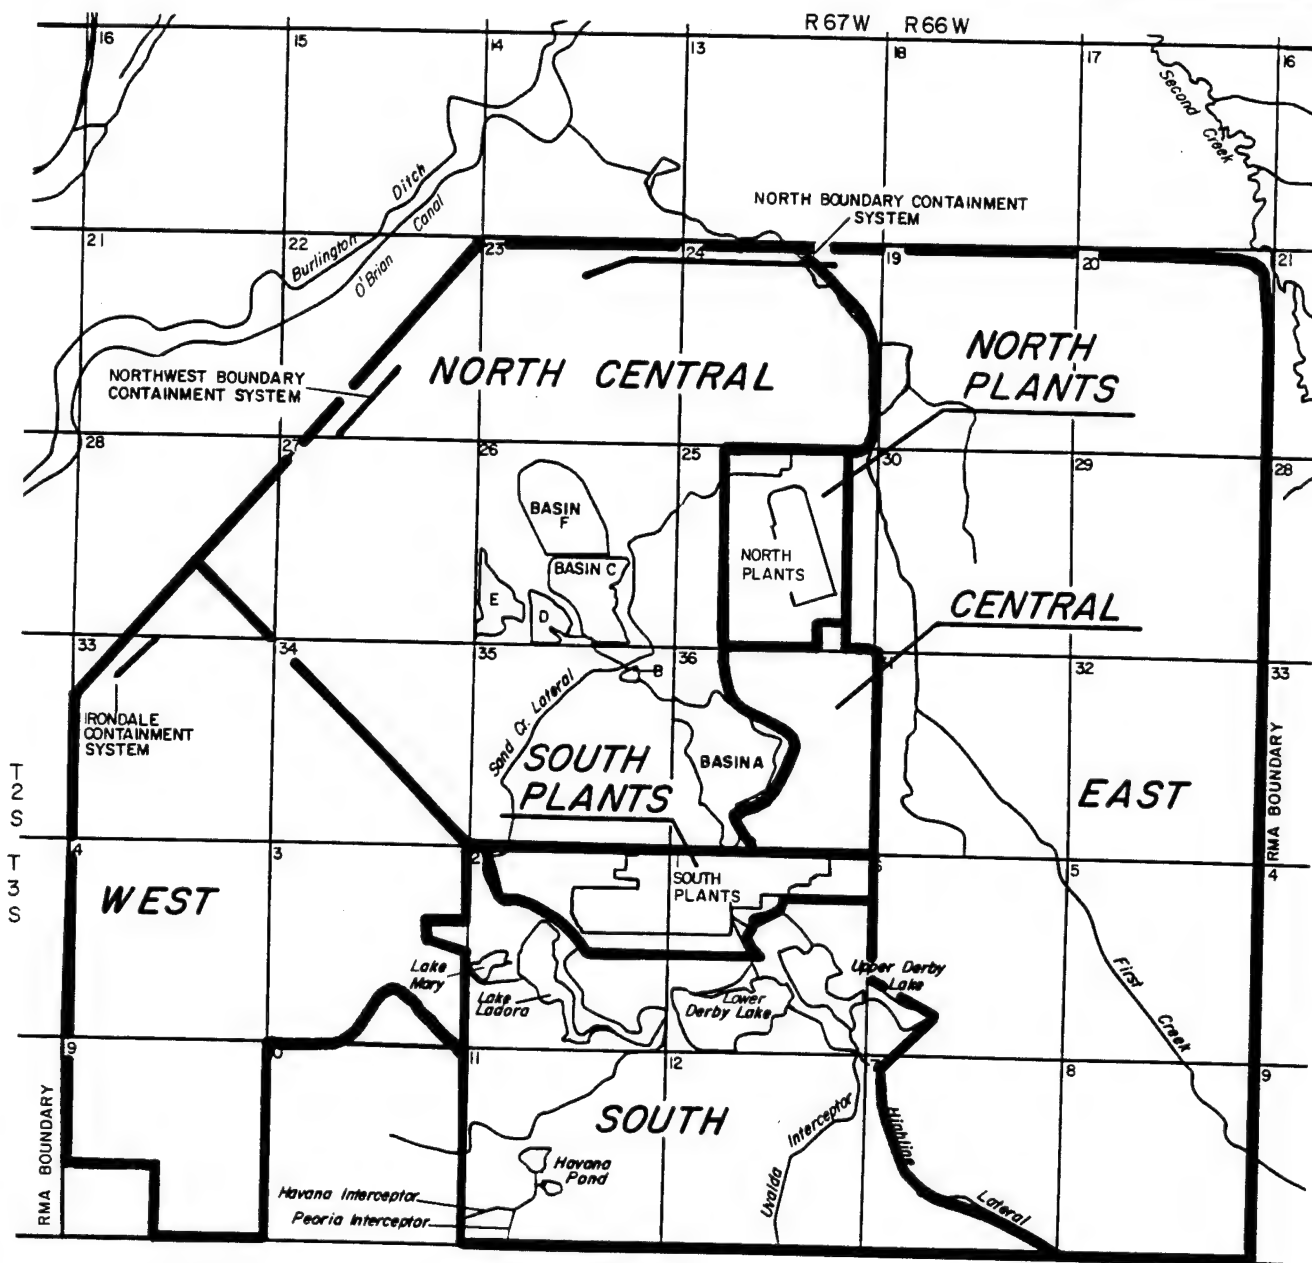 R67W R66W
16
15
14
13
18
17
16
Second Creek
Burlington Ditch
O'Brian Canal
NORTH BOUNDARY CONTAINMENT
SYSTEM
21
22
23
24
19
20
21
NORTHWEST BOUNDARY
CONTAINMENT SYSTEM
NORTH CENTRAL
NORTH
PLANTS
28
27
26
25
30
29
28
BASIN
F
BASIN C
E
D
NORTH
PLANTS
CENTRAL
33
34
35
36
32
33
B
IRONDALE
CONTAINMENT
SYSTEM
Sand Cr. Lateral
SOUTH
PLANTS
BASIN A
EAST
RMA BOUNDARY
T2S
T3S
4
3
2
5
4
WEST
SOUTH
PLANTS
Lake
Mary
Lake
Ladora
Lower
Derby Lake
Upper Derby
Lake
First Creek
9
11
12
7
8
9
SOUTH
RMA BOUNDARY
Havana
Pond
Havana Interceptor
Peoria Interceptor
Uvalda Interceptor
Highline Lateral